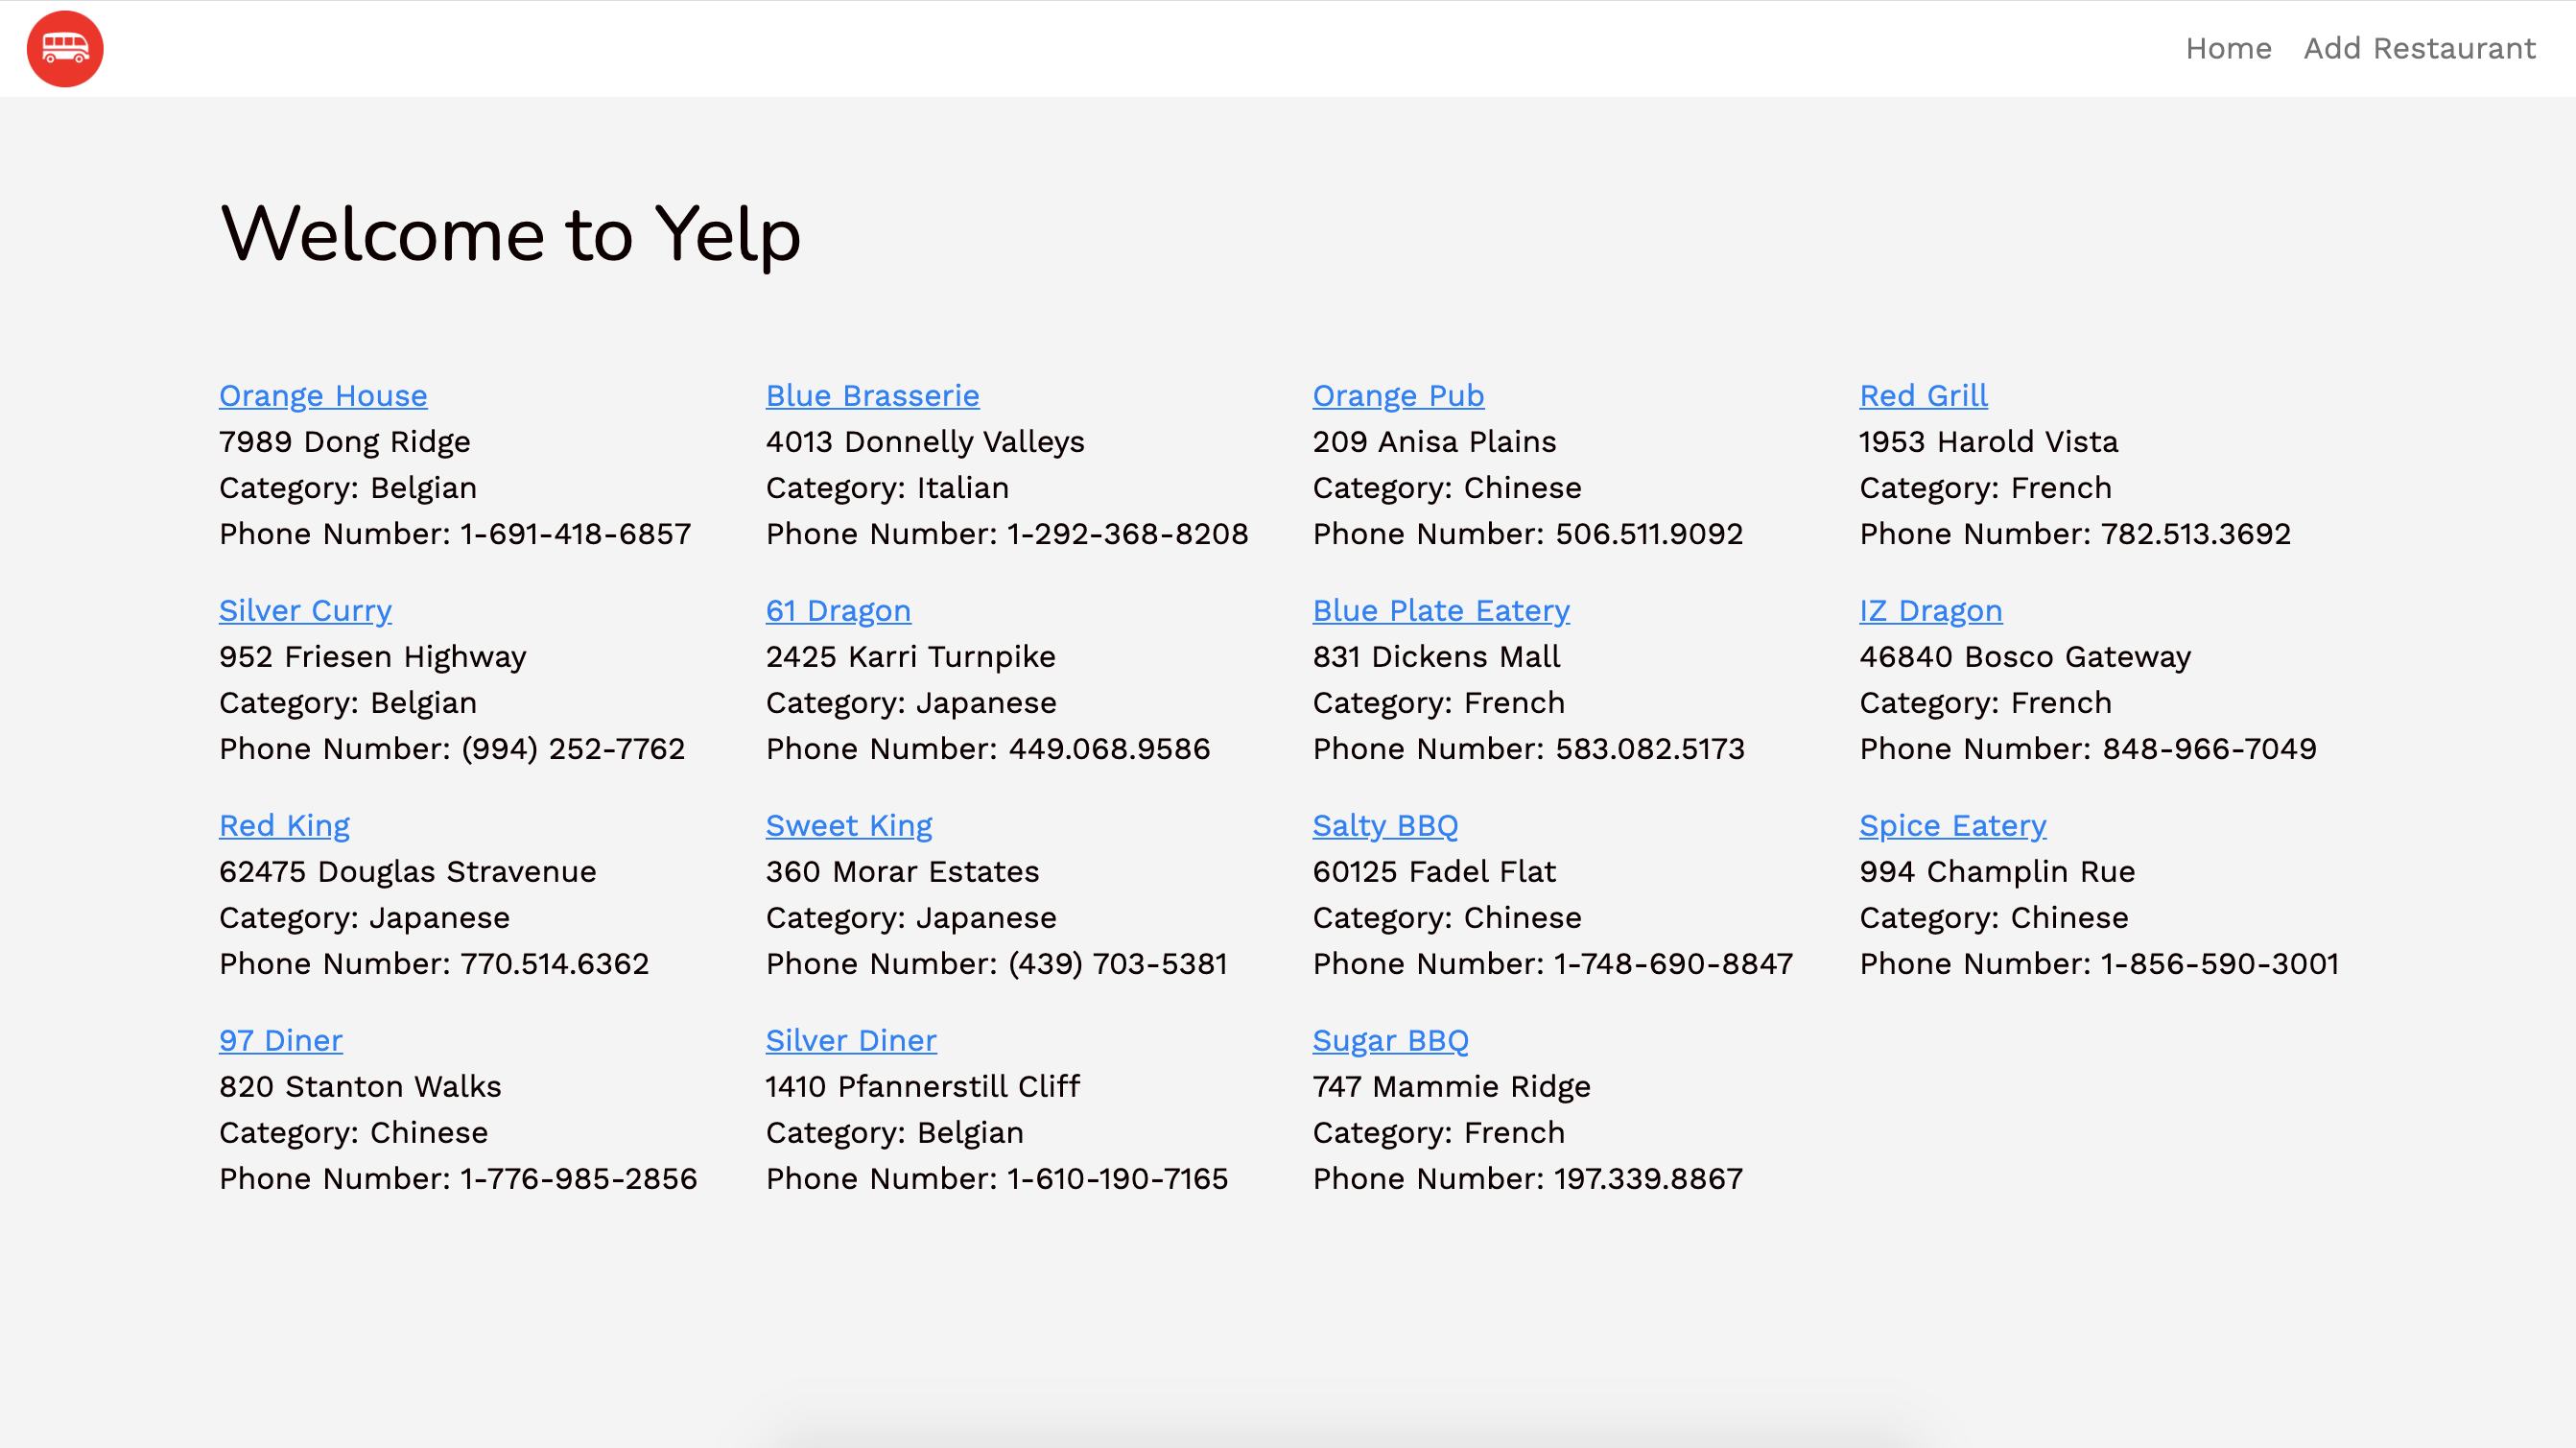 Home
Add Restaurant
Welcome to Yelp
Orange House
7989 Dong Ridge
Category: Belgian
Phone Number: 1-691-418-6857
Blue Brasserie
4013 Donnelly Valleys
Category: Italian
Phone Number: 1-292-368-8208
Orange Pub
209 Anisa Plains
Category: Chinese
Phone Number: 506.511.9092
Red Grill
1953 Harold Vista
Category: French
Phone Number: 782.513.3692
Silver Curry
952 Friesen Highway
Category: Belgian
Phone Number: (994) 252-7762
61 Dragon
2425 Karri Turnpike
Category: Japanese
Phone Number: 449.068.9586
Blue Plate Eatery
831 Dickens Mall
Category: French
Phone Number: 583.082.5173
IZ Dragon
46840 Bosco Gateway
Category: French
Phone Number: 848-966-7049
Red King
62475 Douglas Stravenue
Category: Japanese
Phone Number: 770.514.6362
Sweet King
360 Morar Estates
Category: Japanese
Phone Number: (439) 703-5381
Salty BBQ
60125 Fadel Flat
Category: Chinese
Phone Number: 1-748-690-8847
Spice Eatery
994 Champlin Rue
Category: Chinese
Phone Number: 1-856-590-3001
97 Diner
820 Stanton Walks
Category: Chinese
Phone Number: 1-776-985-2856
Silver Diner
1410 Pfannerstill Cliff
Category: Belgian
Phone Number: 1-610-190-7165
Sugar BBQ
747 Mammie Ridge
Category: French
Phone Number: 197.339.8867